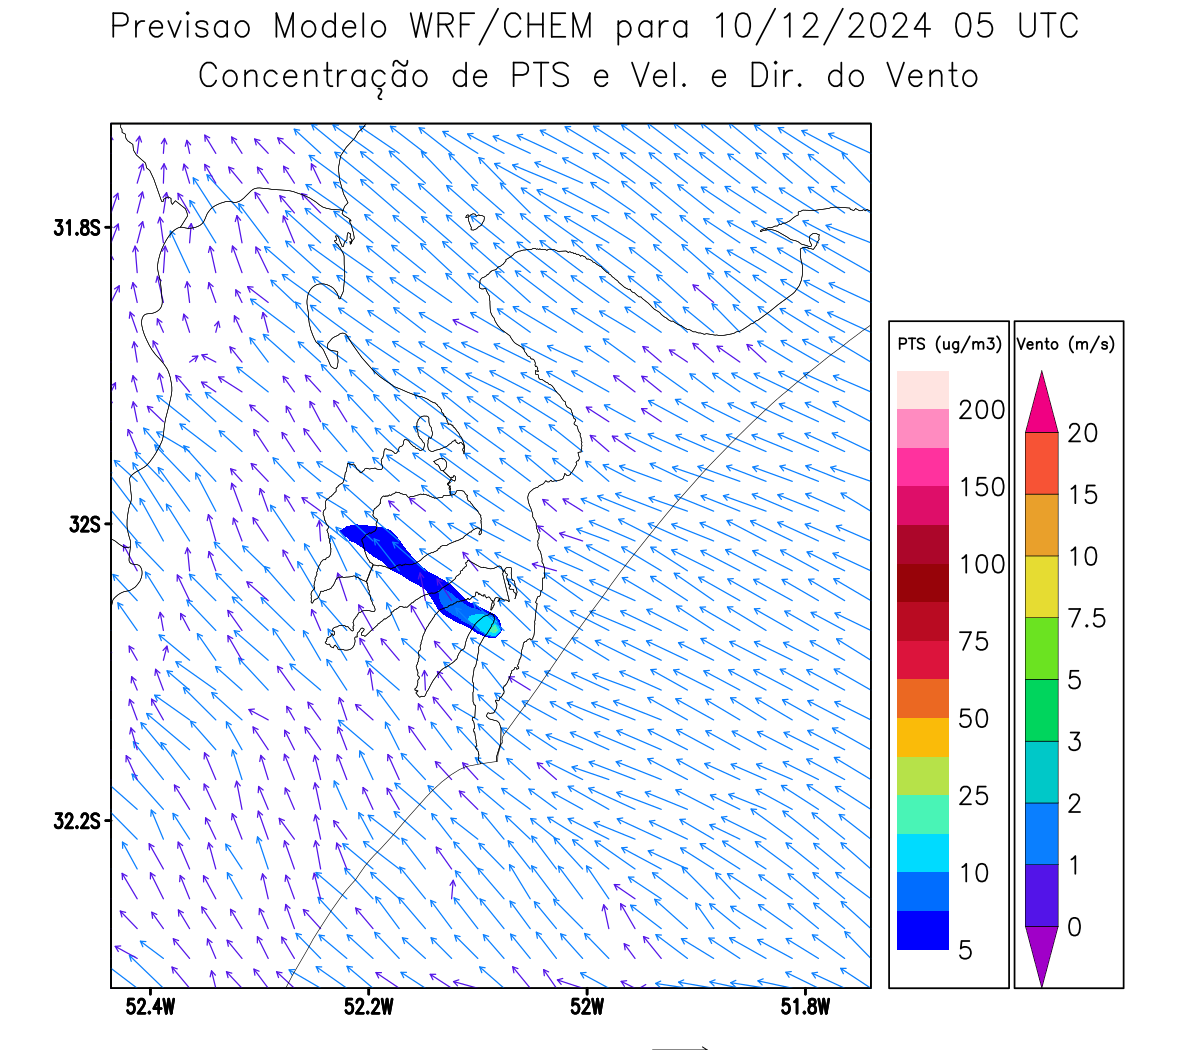 Previsao Modelo WRF/CHEM para 10/12/2024 05 UTC
Concentração de PTS e Vel. e Dir. do Vento
31.8S
32S
32.2S
52.4W 52.2W 52W 51.8W
PTS (ug/m3)
200
150
100
75
50
25
10
5
Vento (m/s)
20
15
10
7.5
5
3
2
1
0